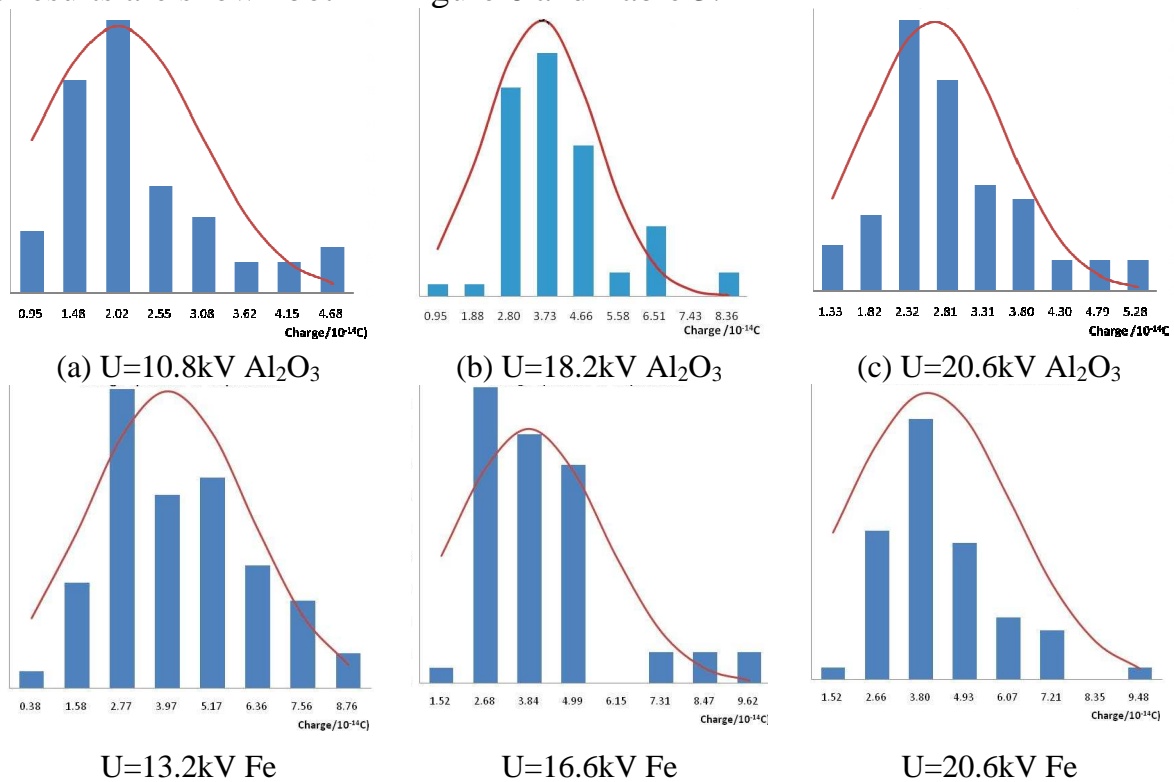 0.95 1.48 2.02 2.55 3.08 3.62 4.15 4.68
Charge/10⁻¹⁴C)
(a) U=10.8kV Al₂O₃
0.95 1.88 2.80 3.73 4.66 5.58 6.51 7.43 8.36
Charge/10⁻¹⁴C)
(b) U=18.2kV Al₂O₃
1.33 1.82 2.32 2.81 3.31 3.80 4.30 4.79 5.28
Charge/10⁻¹⁴C)
(c) U=20.6kV Al₂O₃
0.38 1.58 2.77 3.97 5.17 6.36 7.56 8.76
Charge/10⁻¹⁴C)
U=13.2kV Fe
1.52 2.68 3.84 4.99 6.15 7.31 8.47 9.62
Charge/10⁻¹⁴C)
U=16.6kV Fe
1.52 2.66 3.80 4.93 6.07 7.21 8.35 9.48
Charge/10⁻¹⁴C)
U=20.6kV Fe